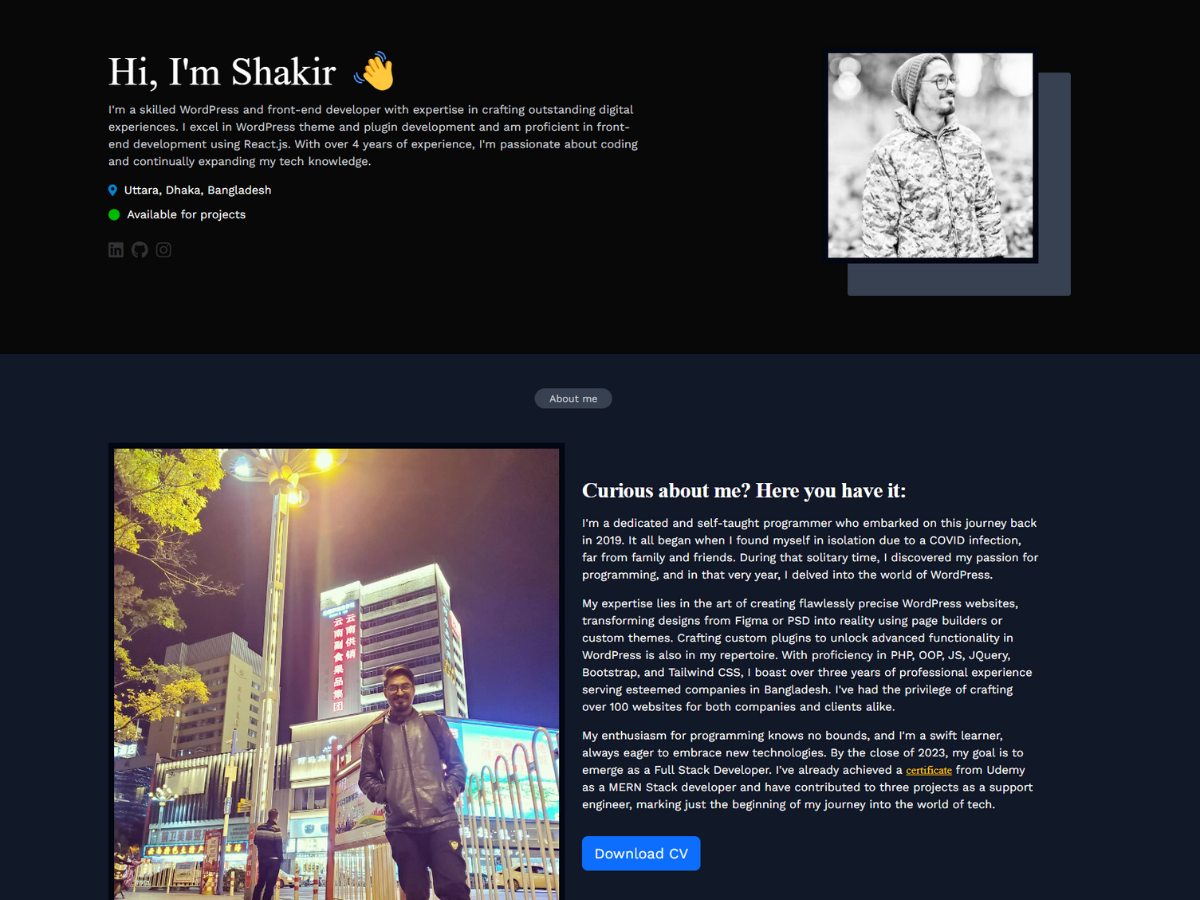 Hi, I'm Shakir 👋
I'm a skilled WordPress and front-end developer with expertise in crafting outstanding digital
experiences. I excel in WordPress theme and plugin development and am proficient in front-
end development using React.js. With over 4 years of experience, I'm passionate about coding
and continually expanding my tech knowledge.
Uttara, Dhaka, Bangladesh
Available for projects
About me
云南供销
云南副食果品集团
Curious about me? Here you have it:
I'm a dedicated and self-taught programmer who embarked on this journey back
in 2019. It all began when I found myself in isolation due to a COVID infection,
far from family and friends. During that solitary time, I discovered my passion for
programming, and in that very year, I delved into the world of WordPress.
My expertise lies in the art of creating flawlessly precise WordPress websites,
transforming designs from Figma or PSD into reality using page builders or
custom themes. Crafting custom plugins to unlock advanced functionality in
WordPress is also in my repertoire. With proficiency in PHP, OOP, JS, JQuery,
Bootstrap, and Tailwind CSS, I boast over three years of professional experience
serving esteemed companies in Bangladesh. I've had the privilege of crafting
over 100 websites for both companies and clients alike.
My enthusiasm for programming knows no bounds, and I'm a swift learner,
always eager to embrace new technologies. By the close of 2023, my goal is to
emerge as a Full Stack Developer. I've already achieved a certificate from Udemy
as a MERN Stack developer and have contributed to three projects as a support
engineer, marking just the beginning of my journey into the world of tech.
Download CV